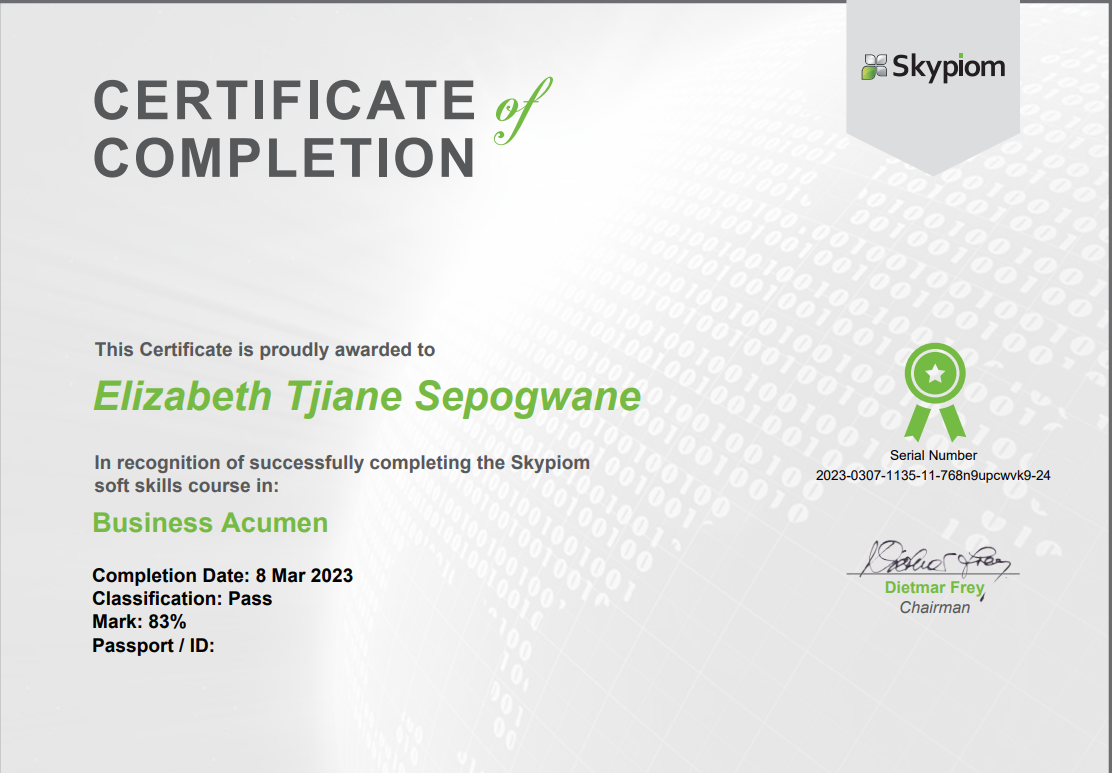 Skypiom
CERTIFICATE of
COMPLETION
This Certificate is proudly awarded to
Elizabeth Tjiane Sepogwane
In recognition of successfully completing the Skypiom
soft skills course in:
Business Acumen
Completion Date: 8 Mar 2023
Classification: Pass
Mark: 83%
Passport / ID:
Serial Number
2023-0307-1135-11-768n9upcwvk9-24
Dietmar Frey
Dietmar Frey
Chairman